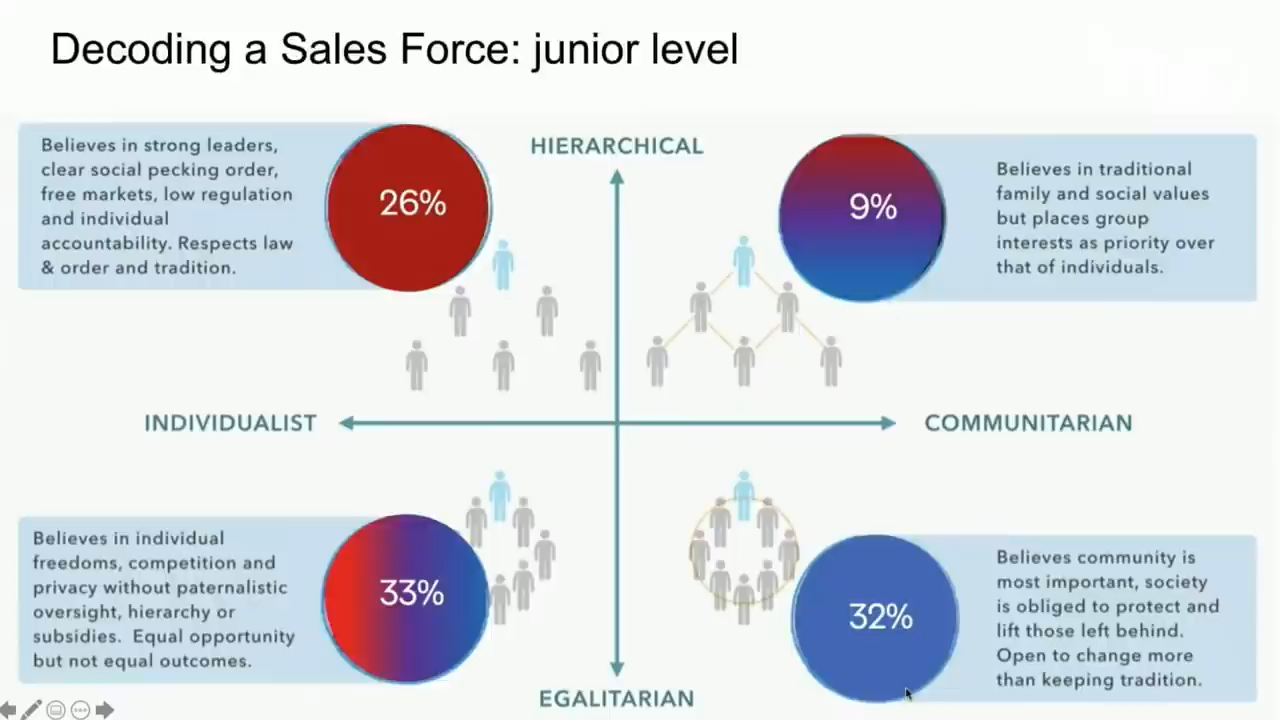 Decoding a Sales Force: junior level
Believes in strong leaders,
clear social pecking order,
free markets, low regulation
and individual
accountability. Respects law
& order and tradition.
26%
HIERARCHICAL
9%
Believes in traditional
family and social values
but places group
interests as priority over
that of individuals.
INDIVIDUALIST
COMMUNITARIAN
Believes in individual
freedoms, competition and
privacy without paternalistic
oversight, hierarchy or
subsidies. Equal opportunity
but not equal outcomes.
33%
EGALITARIAN
32%
Believes community is
most important, society
is obliged to protect and
lift those left behind.
Open to change more
than keeping tradition.